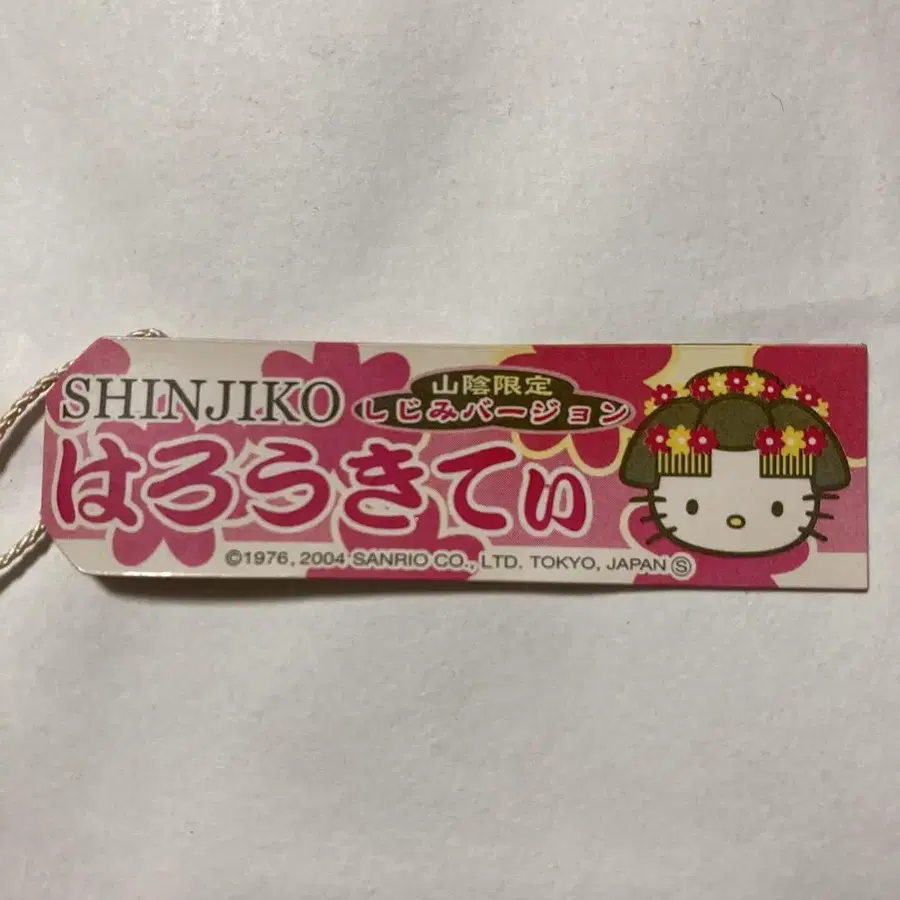 SHINJIKO
山陰限定
しじみバージョン
はろうきてぃ
©1976, 2004 SANRIO CO., LTD. TOKYO, JAPAN Ⓢ